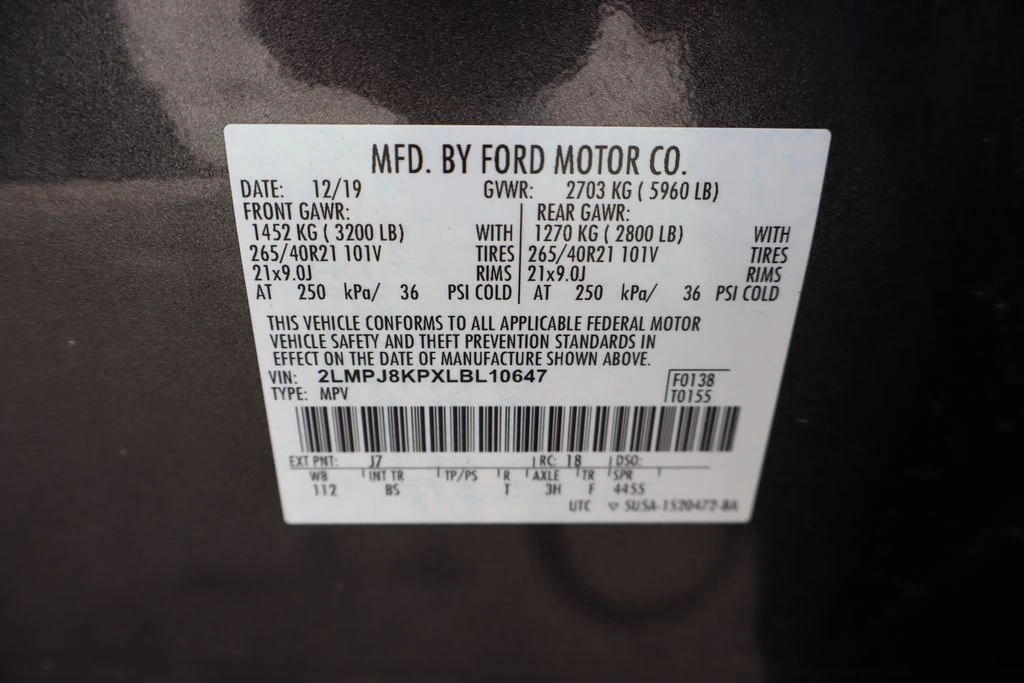 MFD. BY FORD MOTOR CO.
DATE: 12/19 GVWR: 2703 KG ( 5960 LB)
FRONT GAWR: REAR GAWR:
1452 KG ( 3200 LB) WITH 1270 KG ( 2800 LB) WITH
265/40R21 101V TIRES 265/40R21 101V TIRES
21x9.0J RIMS 21x9.0J RIMS
AT 250 kPa/ 36 PSI COLD AT 250 kPa/ 36 PSI COLD
THIS VEHICLE CONFORMS TO ALL APPLICABLE FEDERAL MOTOR
VEHICLE SAFETY AND THEFT PREVENTION STANDARDS IN
EFFECT ON THE DATE OF MANUFACTURE SHOWN ABOVE.
VIN: 2LMPJ8KPXLBL10647 F0138
TYPE: MPV T0155
EXT PNT: J7 RC: 18 DSO:
WB INT TR TP/PS R AXLE TR SPR
112 BS T 3H F 4455
UTC ▽ 5U5A-1520472-BA